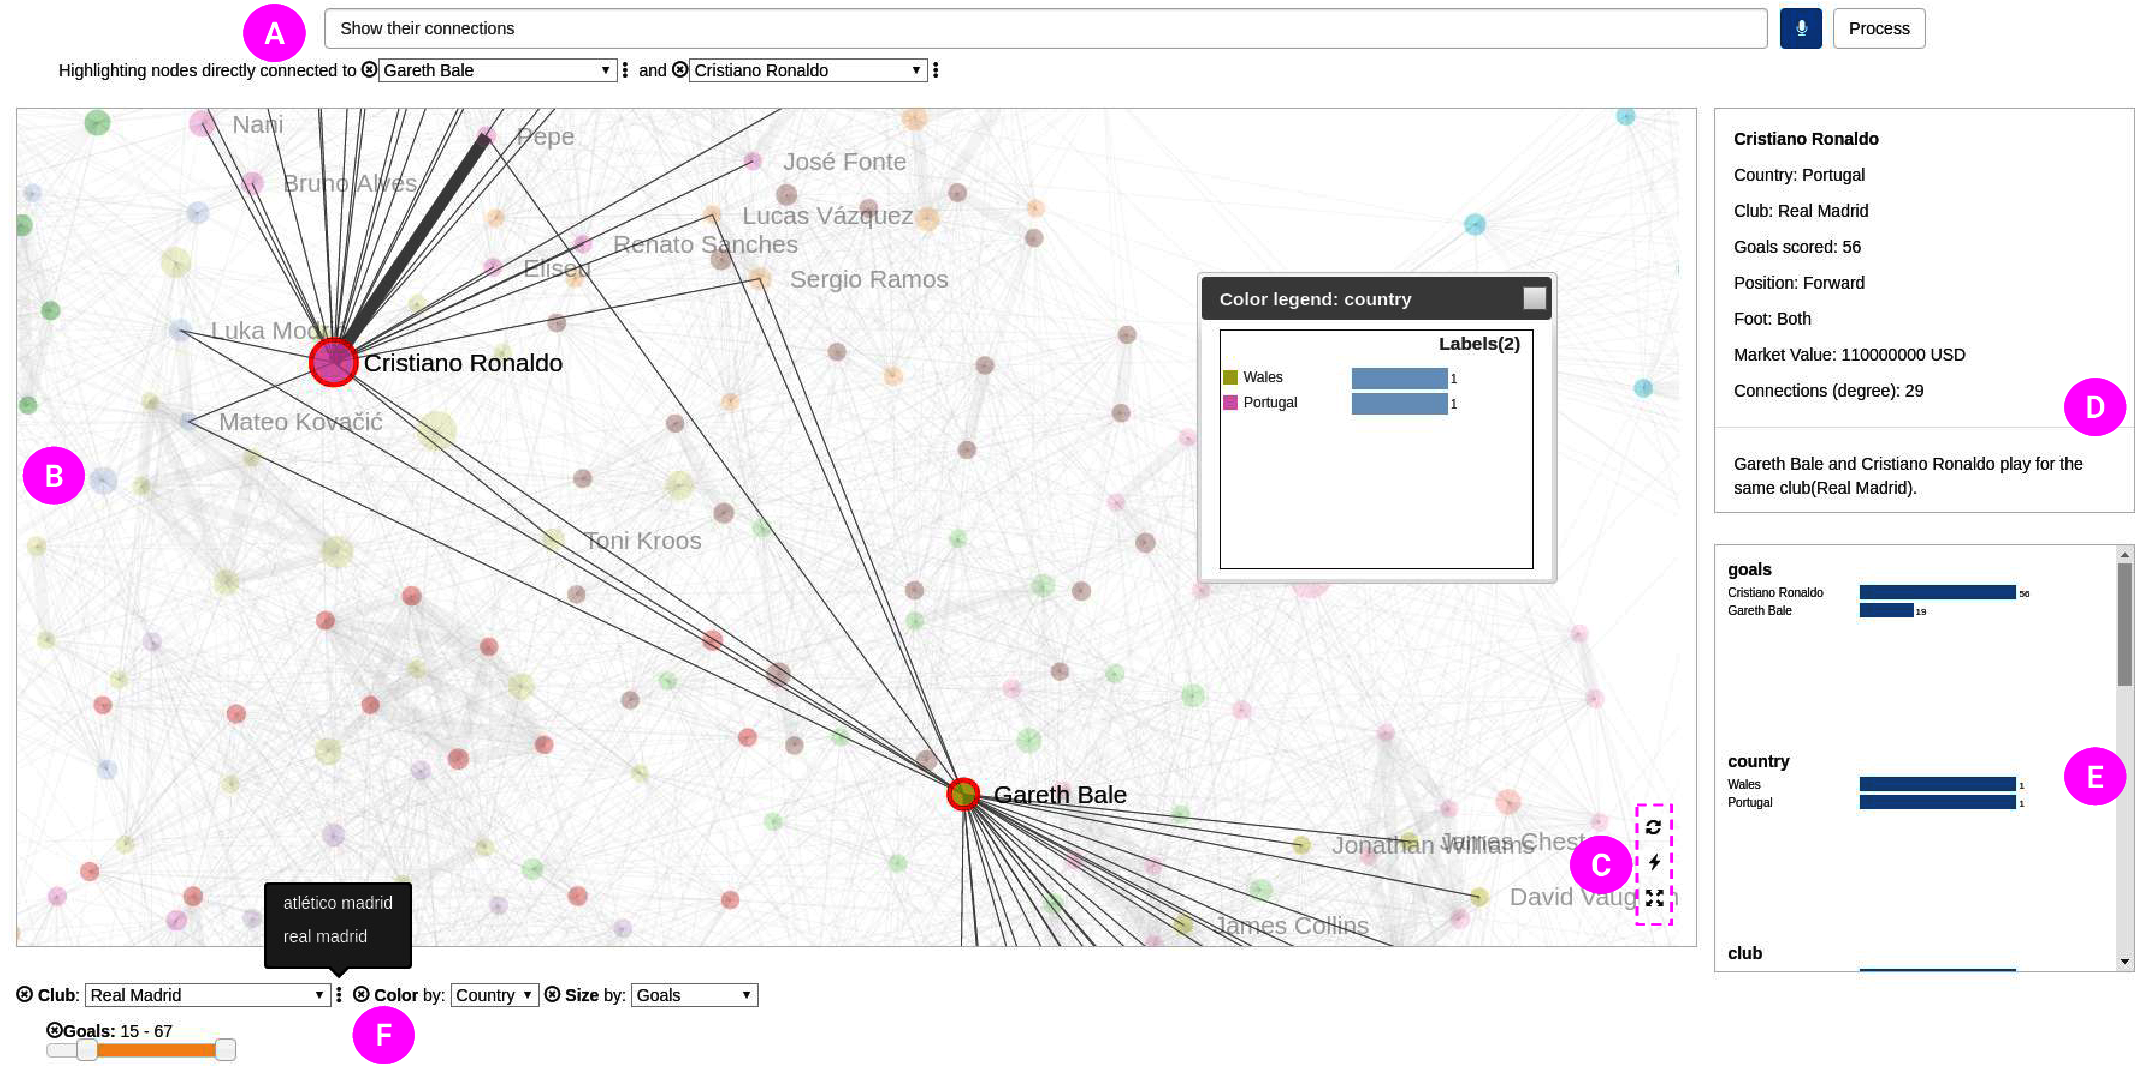 A
Show their connections
Process
Highlighting nodes directly connected to Gareth Bale and Cristiano Ronaldo
Nani
Pepe
José Fonte
Bruno Alves
Lucas Vázquez
Renato Sanches
Eliseu
Sergio Ramos
Luka Modrić
Cristiano Ronaldo
Mateo Kovačić
B
Toni Kroos
Gareth Bale
Jonathan Williams
James Chest
David Vaug
James Collins
C
Color legend: country
Labels(2)
Wales 1
Portugal 1
Cristiano Ronaldo
Country: Portugal
Club: Real Madrid
Goals scored: 56
Position: Forward
Foot: Both
Market Value: 110000000 USD
Connections (degree): 29
D
Gareth Bale and Cristiano Ronaldo play for the
same club(Real Madrid).
goals
Cristiano Ronaldo 56
Gareth Bale 19
country
Wales 1
Portugal 1
E
club
atlético madrid
real madrid
Club: Real Madrid Color by: Country Size by: Goals
F
Goals: 15 - 67